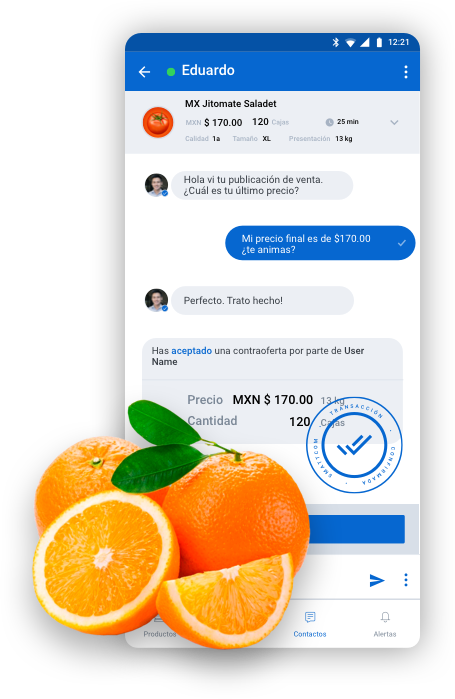 12:21
Eduardo
MX Jitomate Saladet
MXN $ 170.00 120 Cajas 25 min
Calidad 1a Tamaño XL Presentación 13 kg
Hola vi tu publicación de venta.
¿Cuál es tu último precio?
Mi precio final es de $170.00
¿te animas?
Perfecto. Trato hecho!
Has aceptado una contraoferta por parte de User
Name
Precio MXN $ 170.00 13 kg
Cantidad 120 Cajas
TRANSACCIÓN
CONFIRMADA
SMATTCOM
Productos
Contactos
Alertas